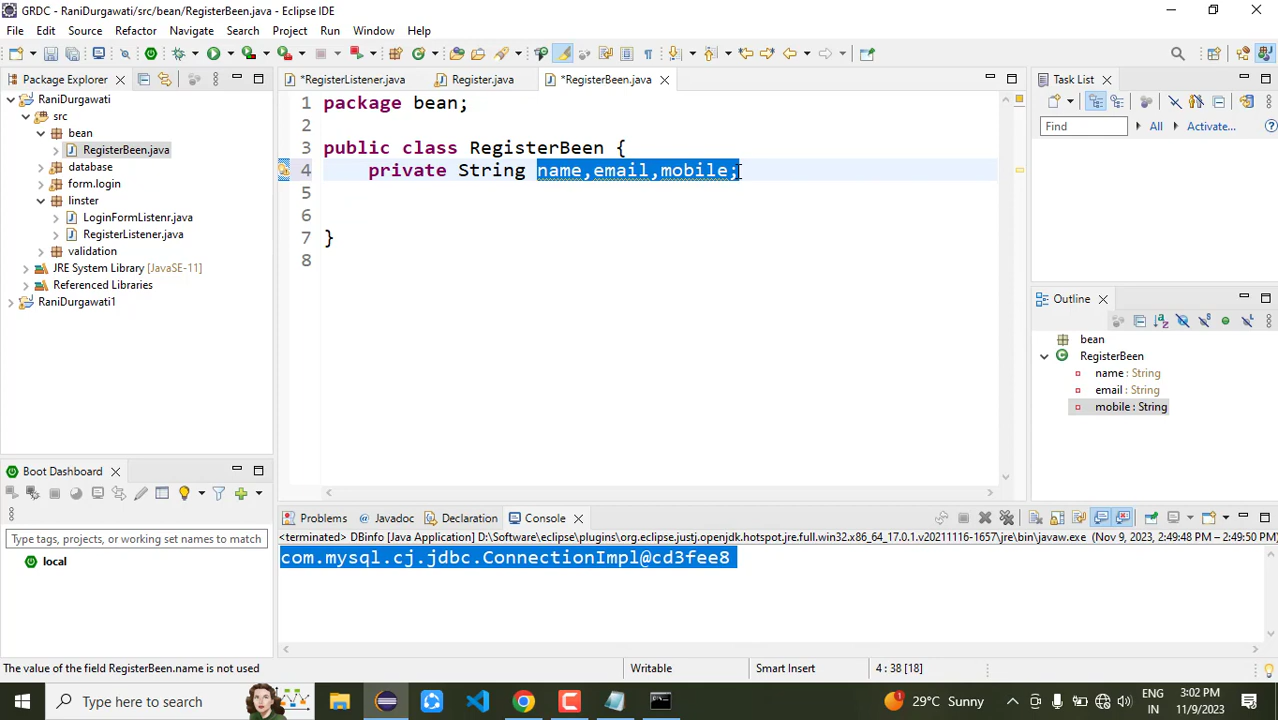 GRDC - RaniDurgawati/src/bean/RegisterBeen.java - Eclipse IDE
File Edit Source Refactor Navigate Search Project Run Window Help
Package Explorer
RaniDurgawati
src
bean
RegisterBeen.java
database
form.login
linster
LoginFormListenr.java
RegisterListener.java
validation
JRE System Library [JavaSE-11]
Referenced Libraries
RaniDurgawati1
*RegisterListener.java Register.java *RegisterBeen.java
1 package bean;
2
3 public class RegisterBeen {
4 private String name,email,mobile;
5
6
7 }
8
Task List
Find All Activate...
Outline
bean
RegisterBeen
name : String
email : String
mobile : String
Boot Dashboard
Type tags, projects, or working set names to match
local
Problems Javadoc Declaration Console
<terminated> DBinfo [Java Application] D:\Software\eclipse\plugins\org.eclipse.justj.openjdk.hotspot.jre.full.win32.x86_64_17.0.1.v20211116-1657\jre\bin\javaw.exe (Nov 9, 2023, 2:49:48 PM – 2:49:50 PM)
com.mysql.cj.jdbc.ConnectionImpl@cd3fee8
The value of the field RegisterBeen.name is not used
Writable Smart Insert 4 : 38 [18]
Type here to search
29°C Sunny
ENG
IN
3:02 PM
11/9/2023